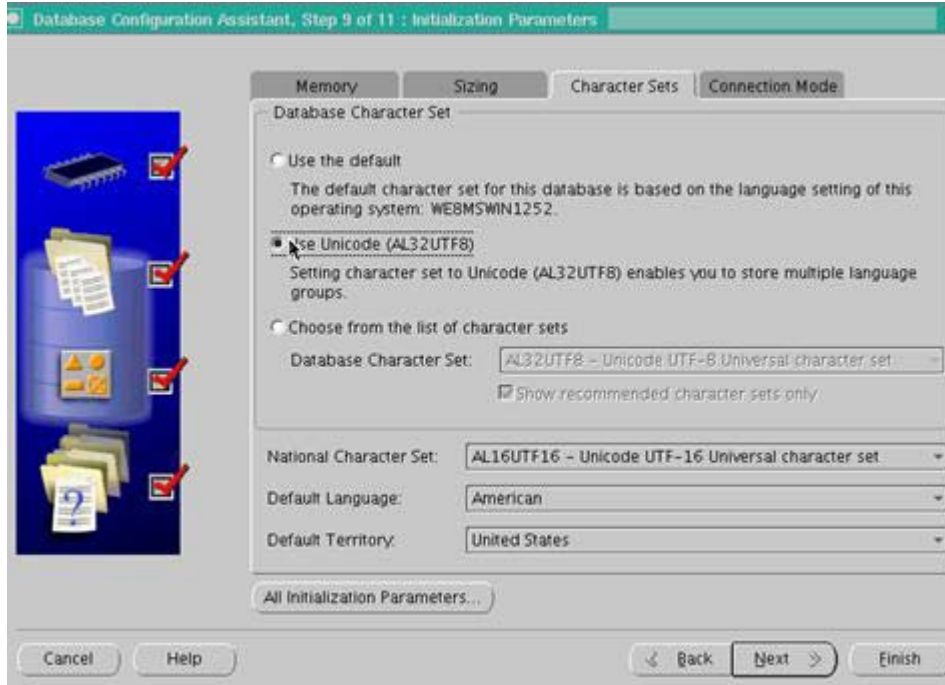 Database Configuration Assistant, Step 9 of 11 : Initialization Parameters
Memory Sizing Character Sets Connection Mode
Database Character Set
Use the default
The default character set for this database is based on the language setting of this
operating system: WE8MSWIN1252.
Use Unicode (AL32UTF8)
Setting character set to Unicode (AL32UTF8) enables you to store multiple language
groups.
Choose from the list of character sets
Database Character Set: AL32UTF8 - Unicode UTF-8 Universal character set
Show recommended character sets only
National Character Set: AL16UTF16 - Unicode UTF-16 Universal character set
Default Language: American
Default Territory: United States
All Initialization Parameters...
Cancel Help Back Next Finish